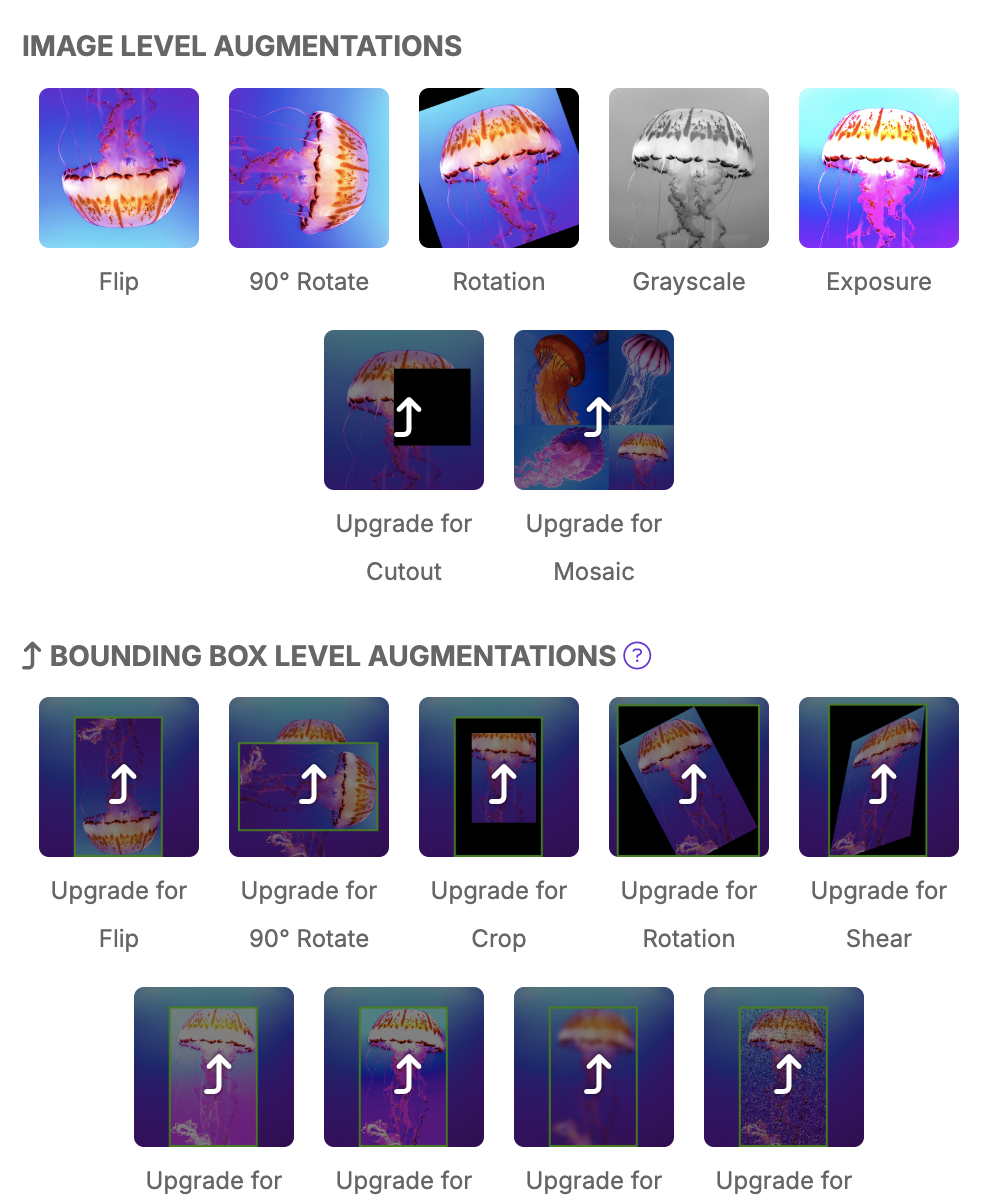 IMAGE LEVEL AUGMENTATIONS
Flip
90° Rotate
Rotation
Grayscale
Exposure
Upgrade for
Cutout
Upgrade for
Mosaic
BOUNDING BOX LEVEL AUGMENTATIONS ?
Upgrade for
Flip
Upgrade for
90° Rotate
Upgrade for
Crop
Upgrade for
Rotation
Upgrade for
Shear
Upgrade for
Upgrade for
Upgrade for
Upgrade for